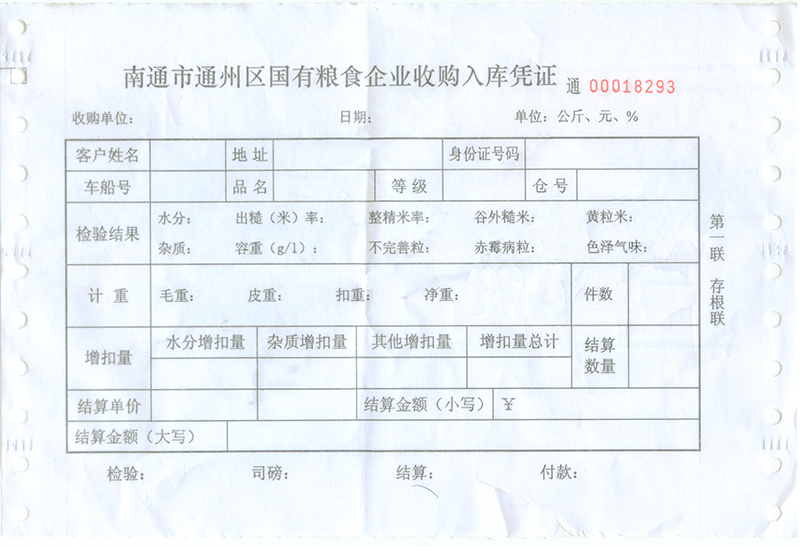 南通市通州区国有粮食企业收购入库凭证 通 00018293
收购单位： 日期： 单位：公斤、元、%
客户姓名 地址 身份证号码
车船号 品名 等级 仓号
检验结果 水分： 出糙（米）率： 整精米率： 谷外糙米： 黄粒米：
杂质： 容重（g/l）： 不完善粒： 赤霉病粒： 色泽气味：
计重 毛重： 皮重： 扣重： 净重： 件数
增扣量 水分增扣量 杂质增扣量 其他增扣量 增扣量总计 结算数量
结算单价 结算金额（小写） ¥
结算金额（大写）
检验： 司磅： 结算： 付款：
第一联 存根联